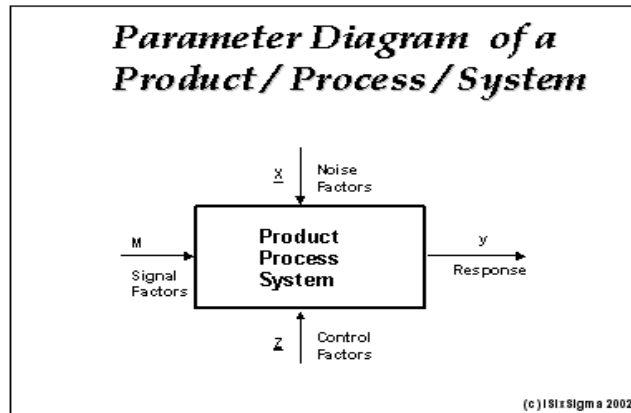 Parameter Diagram of a
Product / Process / System
X
Noise
Factors
M
Signal
Factors
Product
Process
System
y
Response
Z
Control
Factors
(c) iSixSigma 2002